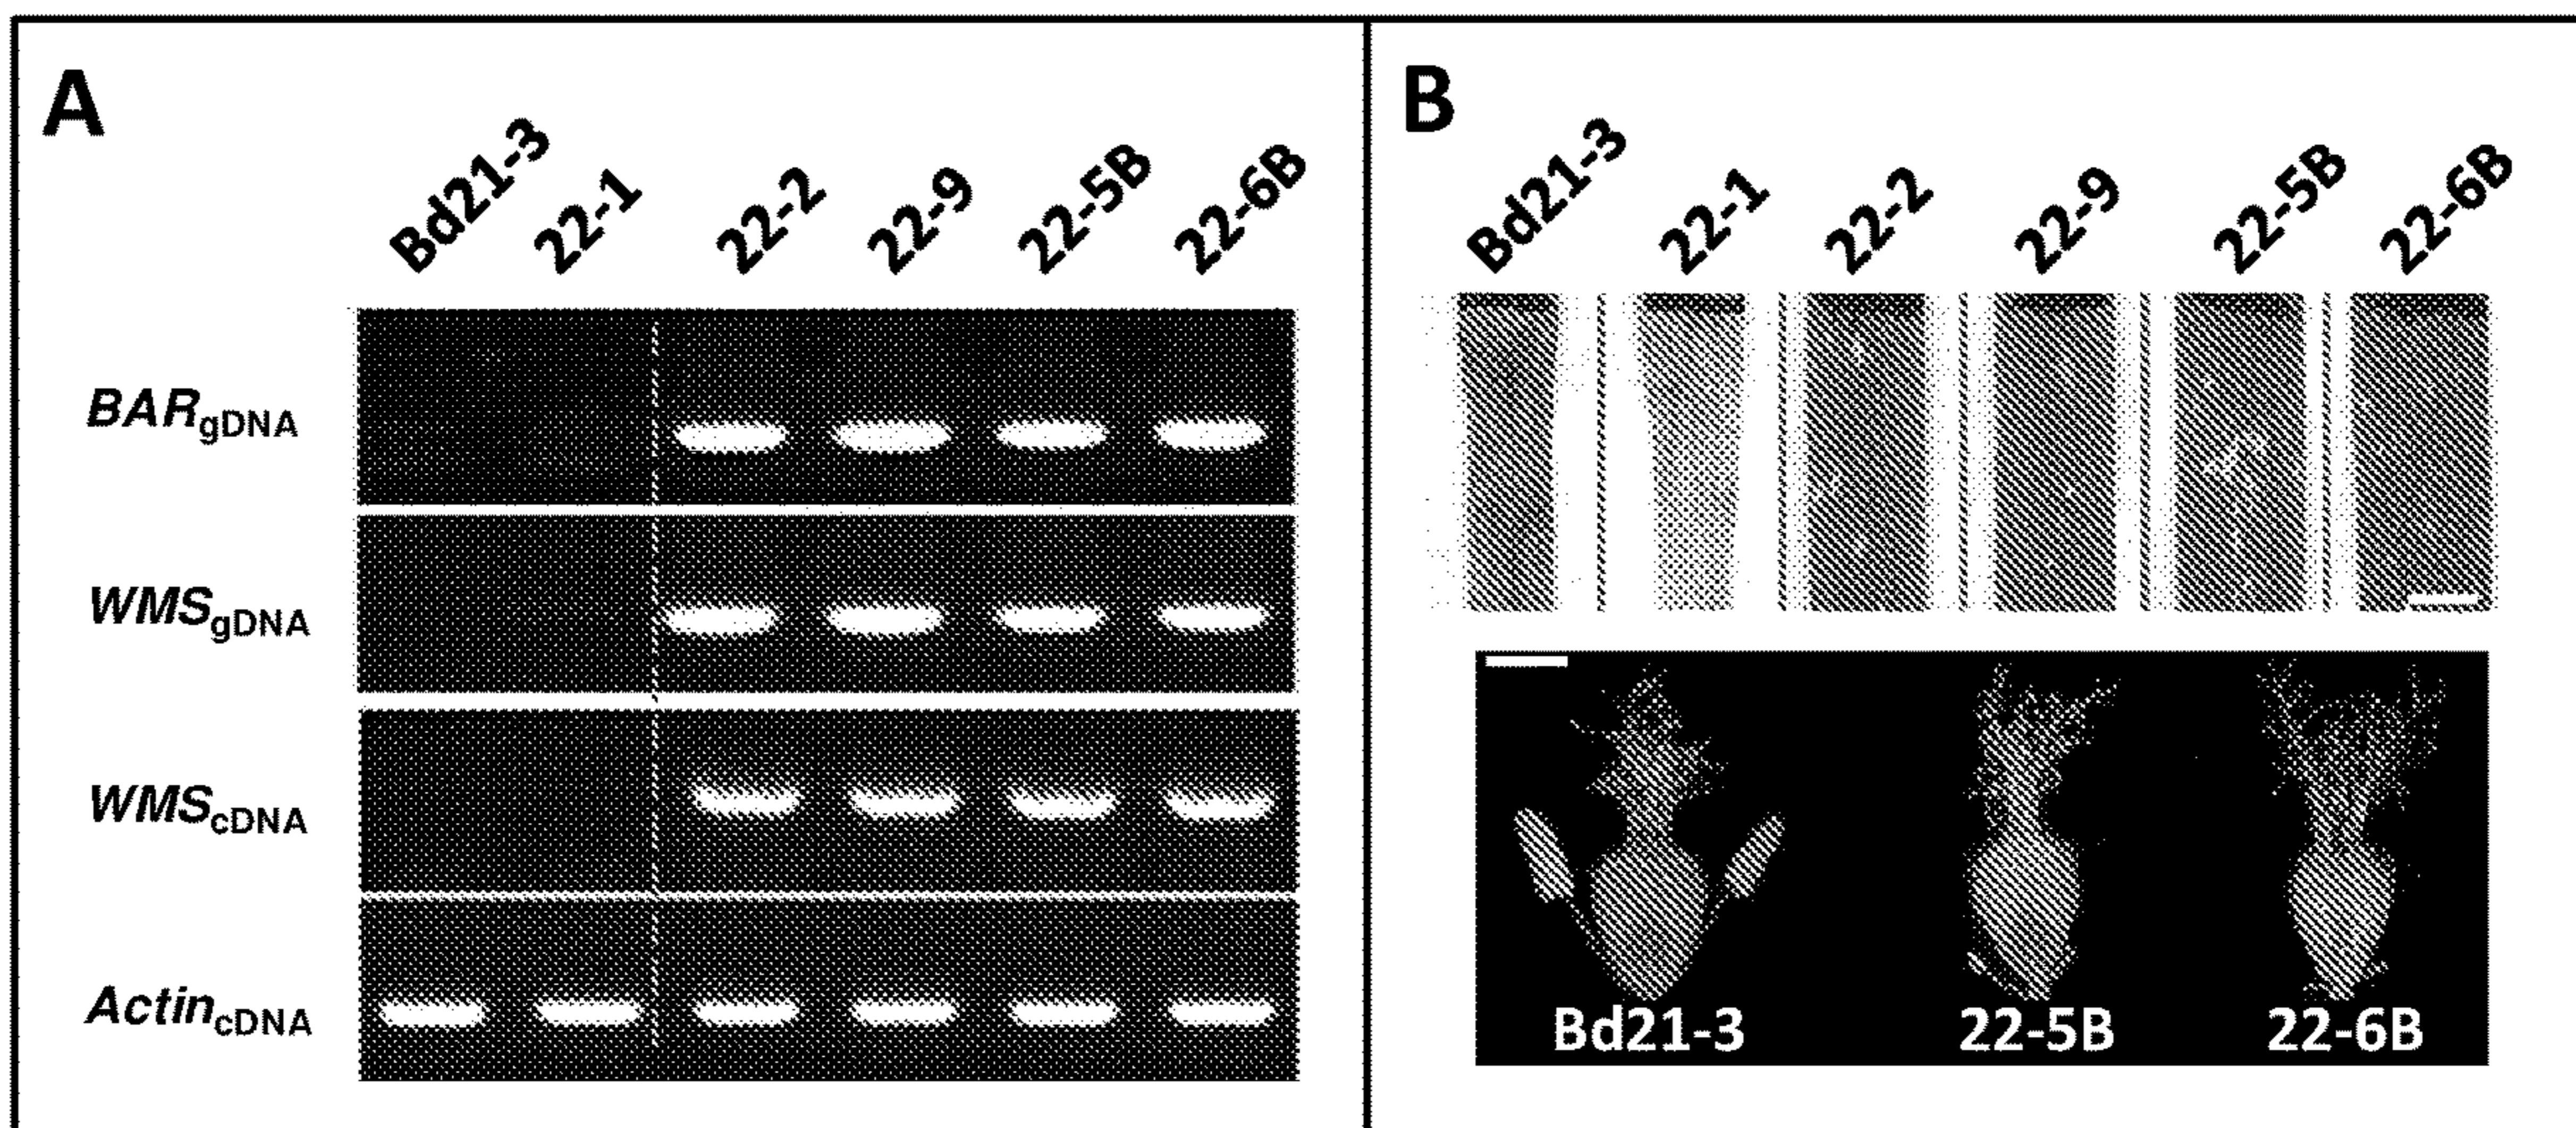 A
Bd21-3 22-1 22-2 22-9 22-5B 22-6B
BARgDNA
WMSgDNA
WMScDNA
ActincDNA
B
Bd21-3 22-1 22-2 22-9 22-5B 22-6B
Bd21-3 22-5B 22-6B